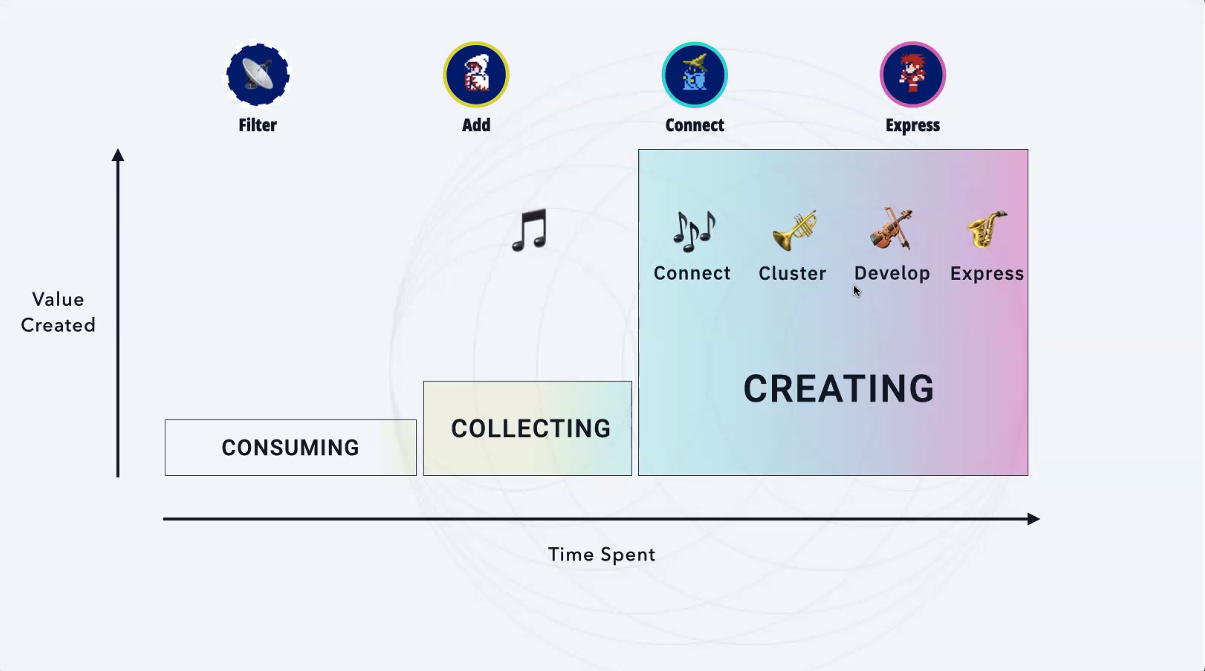 Filter
Add
Connect
Express
Value
Created
Connect
Cluster
Develop
Express
CREATING
COLLECTING
CONSUMING
Time Spent